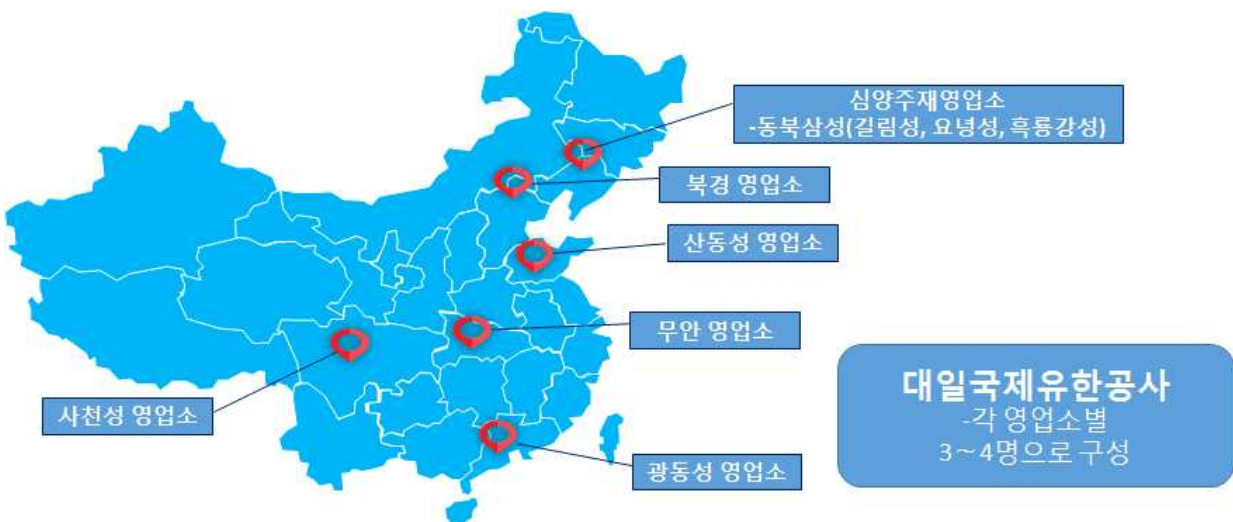 심양주재영업소
-동북삼성(길림성, 요녕성, 흑룡강성)
북경 영업소
산동성 영업소
무안 영업소
사천성 영업소
광동성 영업소
대일국제유한공사
-각 영업소별
3~4명으로 구성